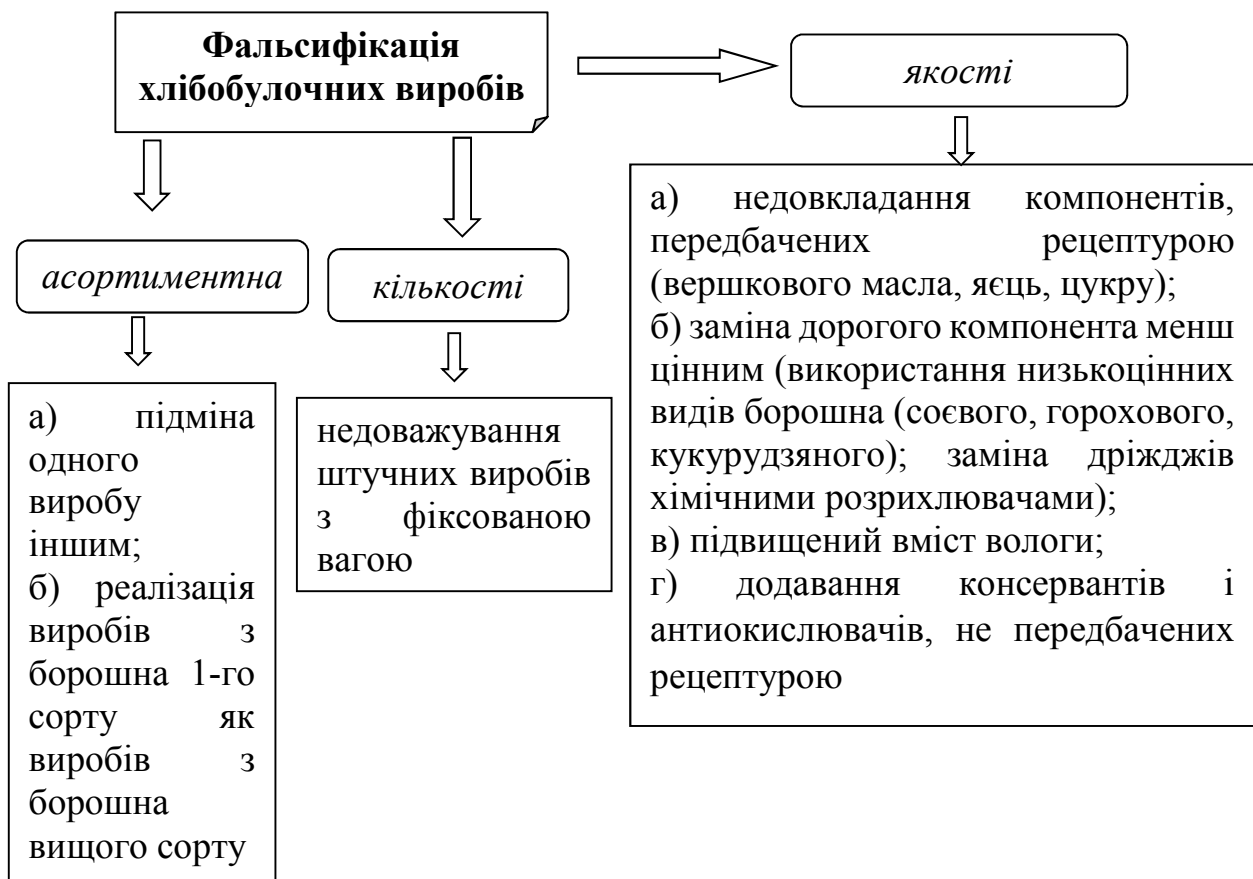 Фальсифікація
хлібобулочних виробів
якості
асортиментна
кількості
а) підміна
одного
виробу
іншим;
б) реалізація
виробів з
борошна 1-го
сорту як
виробів з
борошна
вищого сорту
недоважування
штучних виробів
з фіксованою
вагою
а) недовкладання компонентів,
передбачених рецептурою
(вершкового масла, яєць, цукру);
б) заміна дорогого компонента менш
цінним (використання низькоцінних
видів борошна (соєвого, горохового,
кукурудзяного); заміна дріжджів
хімічними розрихлювачами);
в) підвищений вміст вологи;
г) додавання консервантів і
антиокислювачів, не передбачених
рецептурою